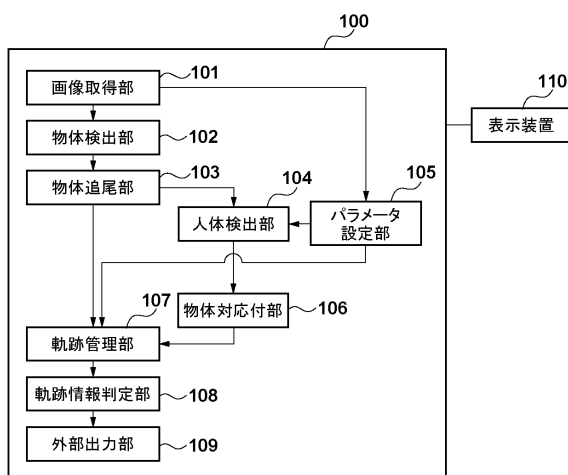 100
画像取得部
101
110
表示装置
物体検出部
102
物体追尾部
103
104
人体検出部
105
パラメータ
設定部
物体対応付部
106
107
軌跡管理部
軌跡情報判定部
108
外部出力部
109